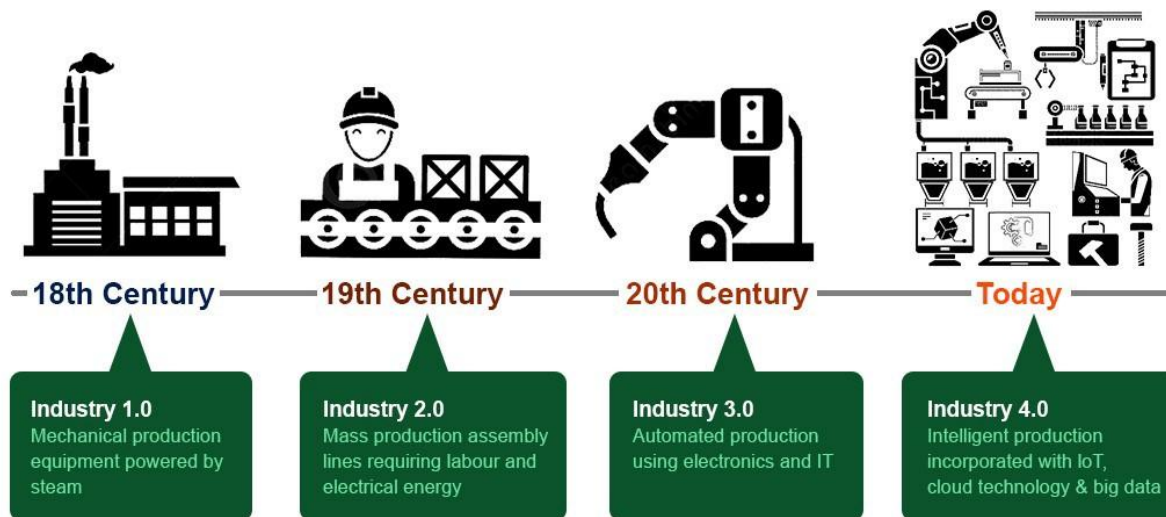 18th Century
19th Century
20th Century
Today
Industry 1.0
Mechanical production
equipment powered by
steam
Industry 2.0
Mass production assembly
lines requiring labour and
electrical energy
Industry 3.0
Automated production
using electronics and IT
Industry 4.0
Intelligent production
incorporated with IoT,
cloud technology & big data